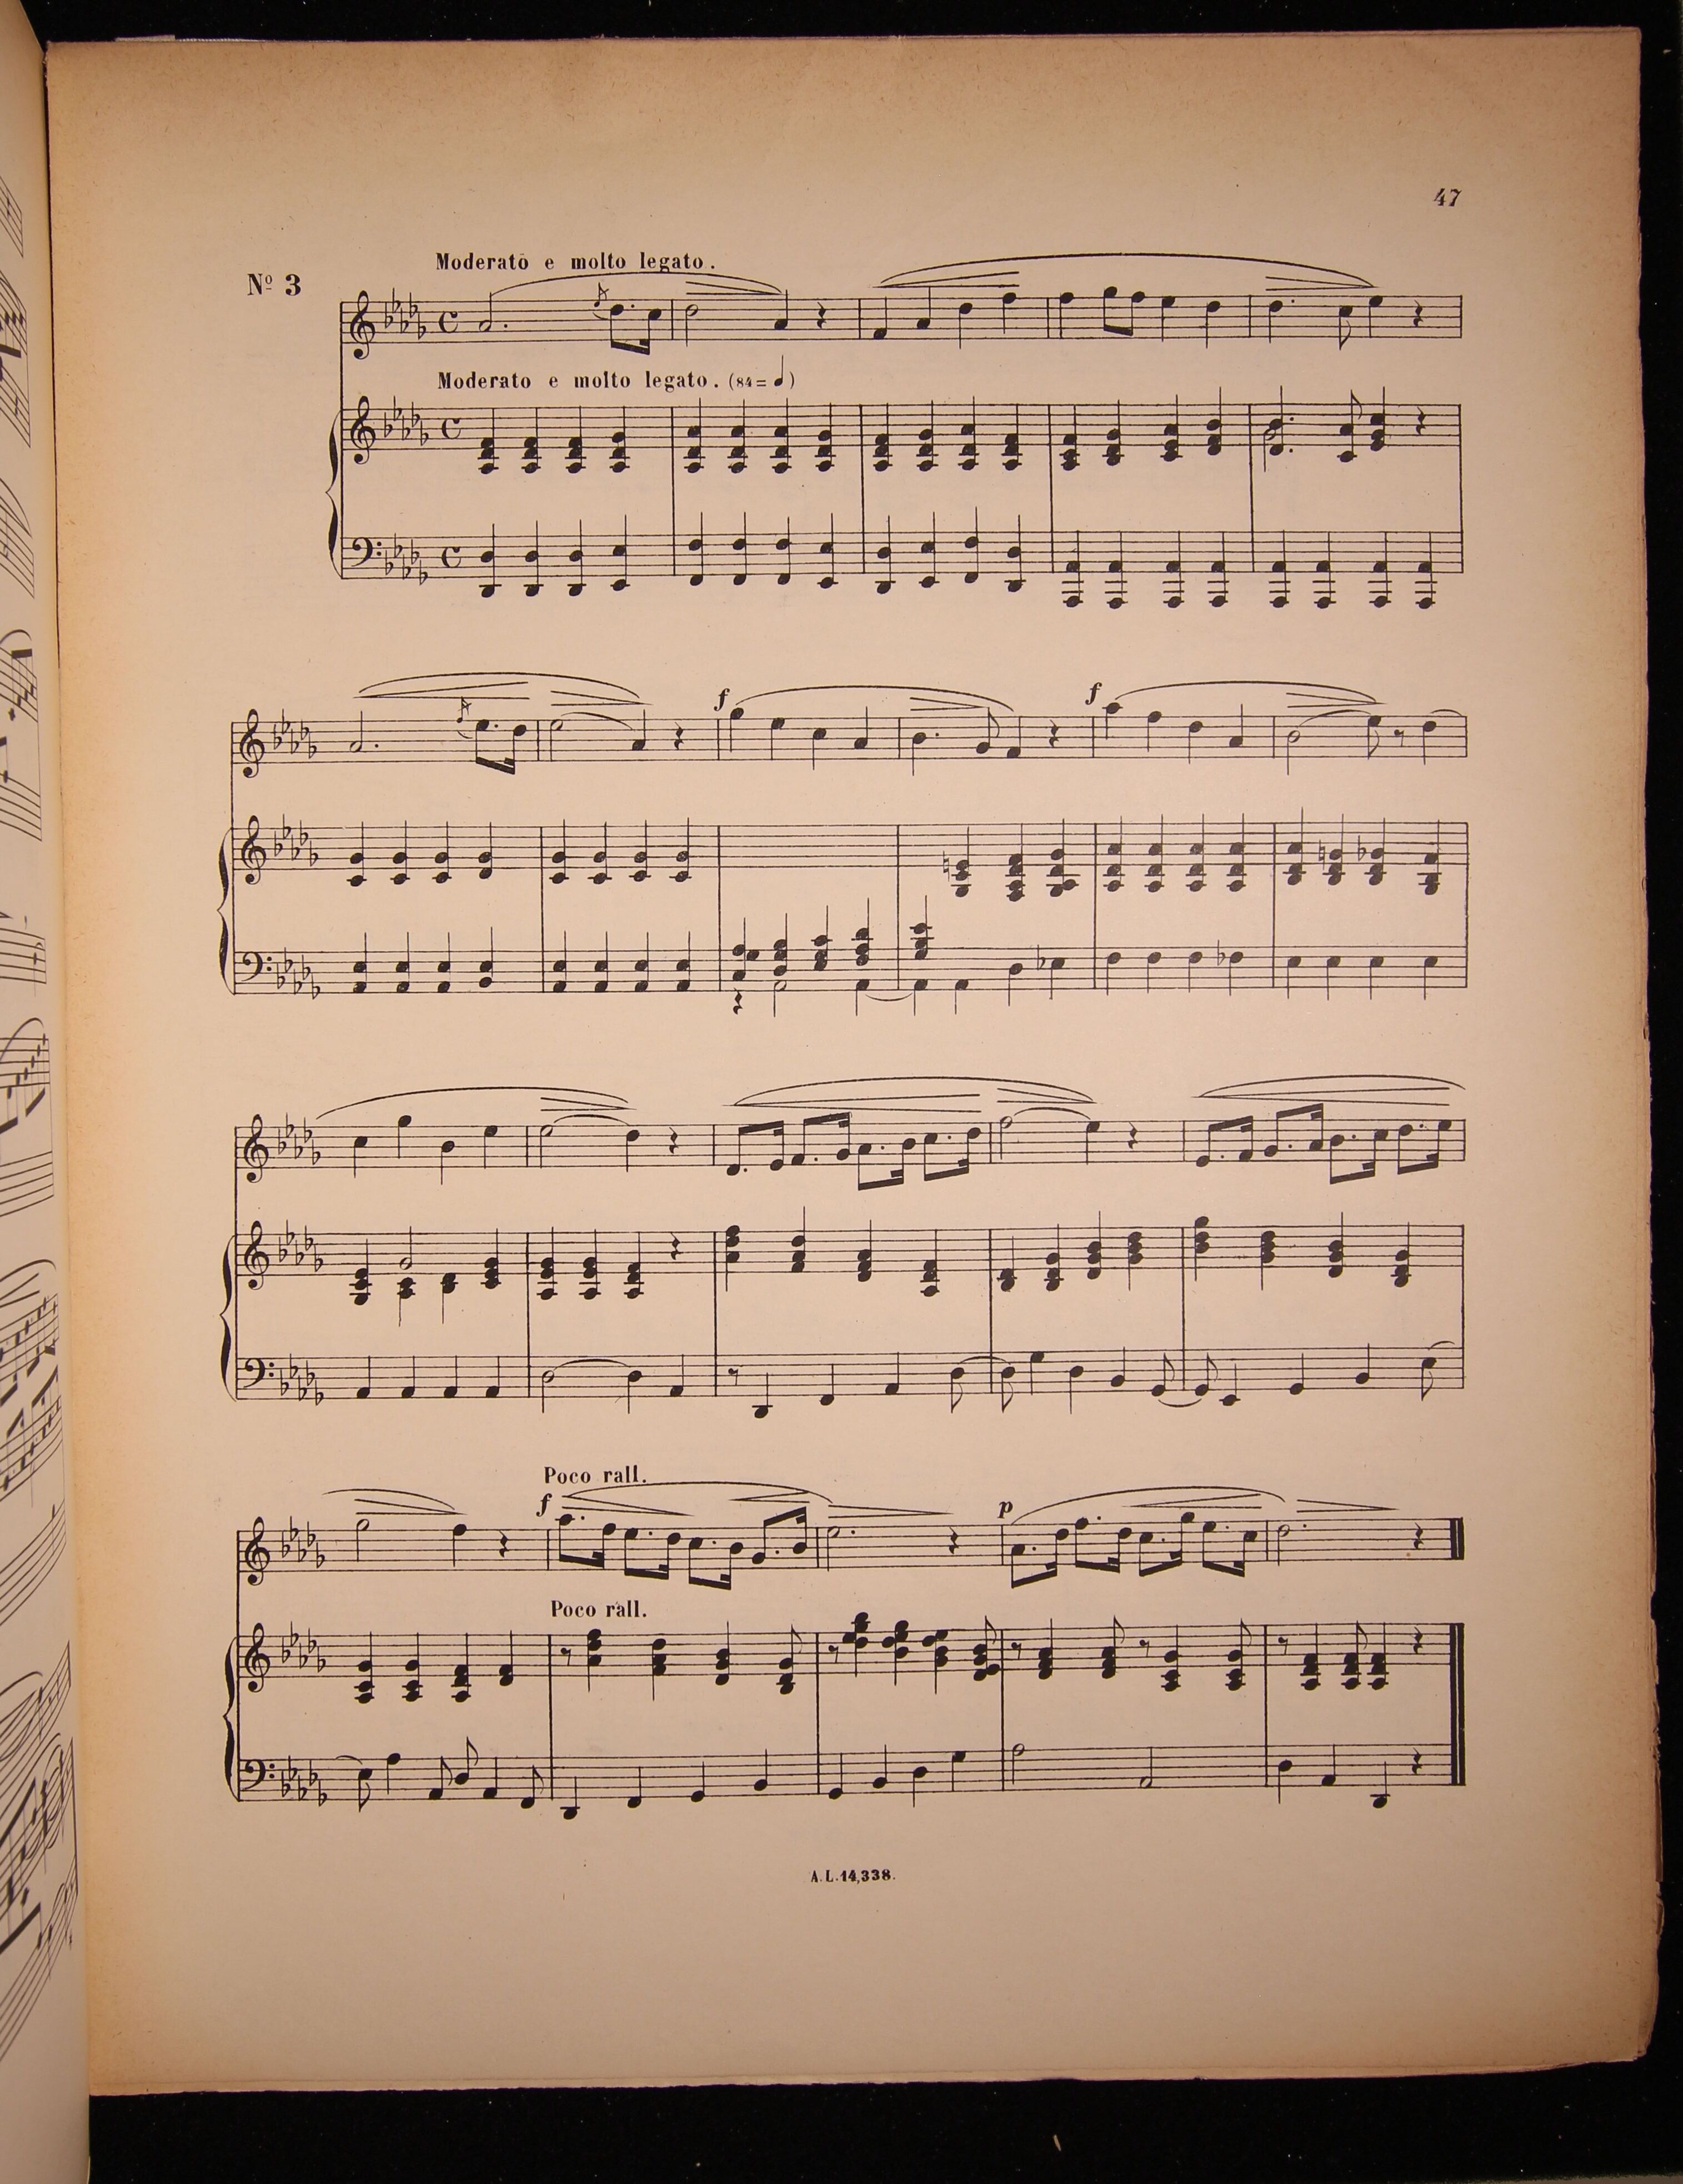 47
Nº 3
Moderato e molto legato.
Moderato e molto legato. (84=♩)
f
f
Poco rall.
f
p
Poco rall.
A.L.14,338.